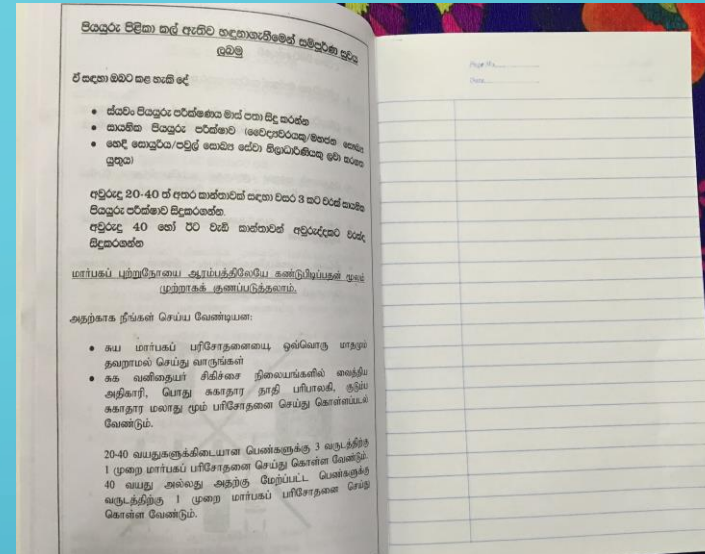 පියයුරු පිළිකා කල් ඇතිව හඳුනාගැනීමෙන් සම්පූර්ණ සුවය
ලබමු
ඒ සඳහා ඔබට කළ හැකි දේ
• ස්වයං පියයුරු පරීක්ෂණය මාස් පතා සිදු කරන්න
• සායනික පියයුරු පරීක්ෂාව (වෛද්‍යවරයකු/මහජන සෞඛ්‍ය
• හෙදි සොයුරිය/පවුල් සෞඛ්‍ය සේවා නිලධාරිණියකු ලවා කරගත
යුතුය)
අවුරුදු 20-40 ත් අතර කාන්තාවක් සඳහා වසර 3 කට වරක් සායනික
පියයුරු පරීක්ෂාව සිදුකරගන්න.
අවුරුදු 40 හෝ ඊට වැඩි කාන්තාවන් අවුරුද්දකට වරක්ද
සිදුකරගන්න
மார்பகப் புற்றுநோயை ஆரம்பத்திலேயே கண்டுபிடிப்பதன் மூலம்
முற்றாகக் குணப்படுத்தலாம்.
அதற்காக நீங்கள் செய்ய வேண்டியன:
• சுய மார்பகப் பரிசோதனையை, ஒவ்வொரு மாதமும்
தவறாமல் செய்து வாருங்கள்
• சுக வனிதையர் சிகிச்சை நிலையங்களில் வைத்திய
அதிகாரி, பொது சுகாதார தாதி பரிபாலகி, குடும்ப
சுகாதார மலாது மூம் பரிசோதனை செய்து கொள்ளப்படல்
வேண்டும்.
20-40 வயதுகளுக்கிடையான பெண்களுக்கு 3 வருடத்திற்கு
1 முறை மார்பகப் பரிசோதனை செய்து கொள்ள வேண்டும்.
40 வயது அல்லது அதற்கு மேற்பட்ட பெண்களுக்கு
வருடத்திற்கு 1 முறை மார்பகப் பரிசோதனை செய்து
கொள்ள வேண்டும்.
Page No.
Date